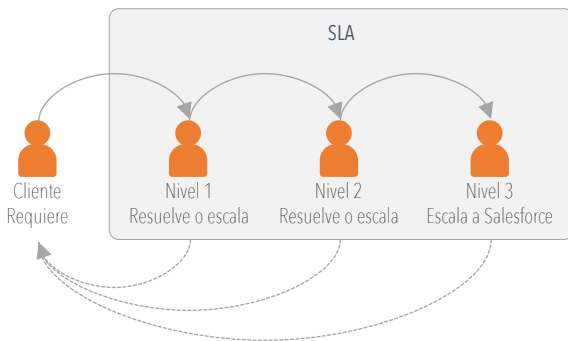 SLA
Cliente
Requiere
Nivel 1
Resuelve o escala
Nivel 2
Resuelve o escala
Nivel 3
Escala a Salesforce